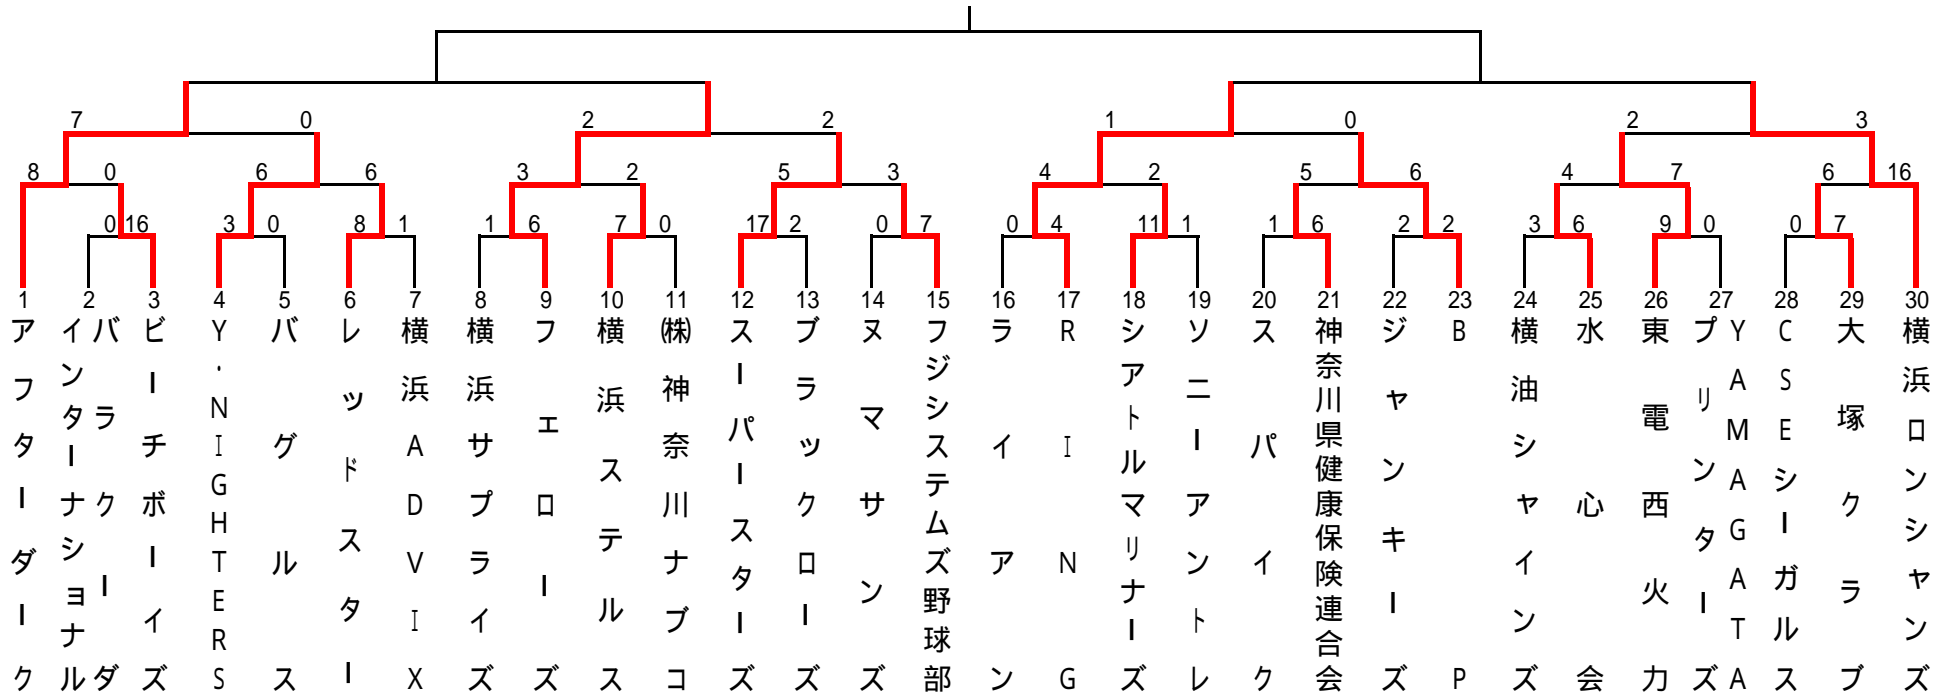 7 0 2 2 1 0 2 3
8 0 6 6 3 2 5 3 4 2 5 6 4 7 6 16
0 16 3 0 8 1 1 6 7 0 17 2 0 7 0 4 11 1 1 6 2 2 3 6 9 0 0 7
1 2 3 4 5 6 7 8 9 10 11 12 13 14 15 16 17 18 19 20 21 22 23 24 25 26 27 28 29 30
アフターダーク
インターナショナル
バラクーダ
ビーチボーイズ
Y.NIGHTERS
バグルス
レッドスター
横浜ADVIX
横浜サプライズ
フェローズ
横浜ステルス
㈱神奈川ナブコ
スーパースターズ
ブラックローズ
ヌマサンズ
フジシステムズ野球部
ライアン
RING
シアトルマリナーズ
ソニーアントレ
スパイク
神奈川県健康保険連合会
ジャンキーズ
BP
横油シャインズ
水心会
東電西火力
プリンターズ
YAMAGATA
CSEシーガルス
大塚クラブ
横浜ロンシャンズ